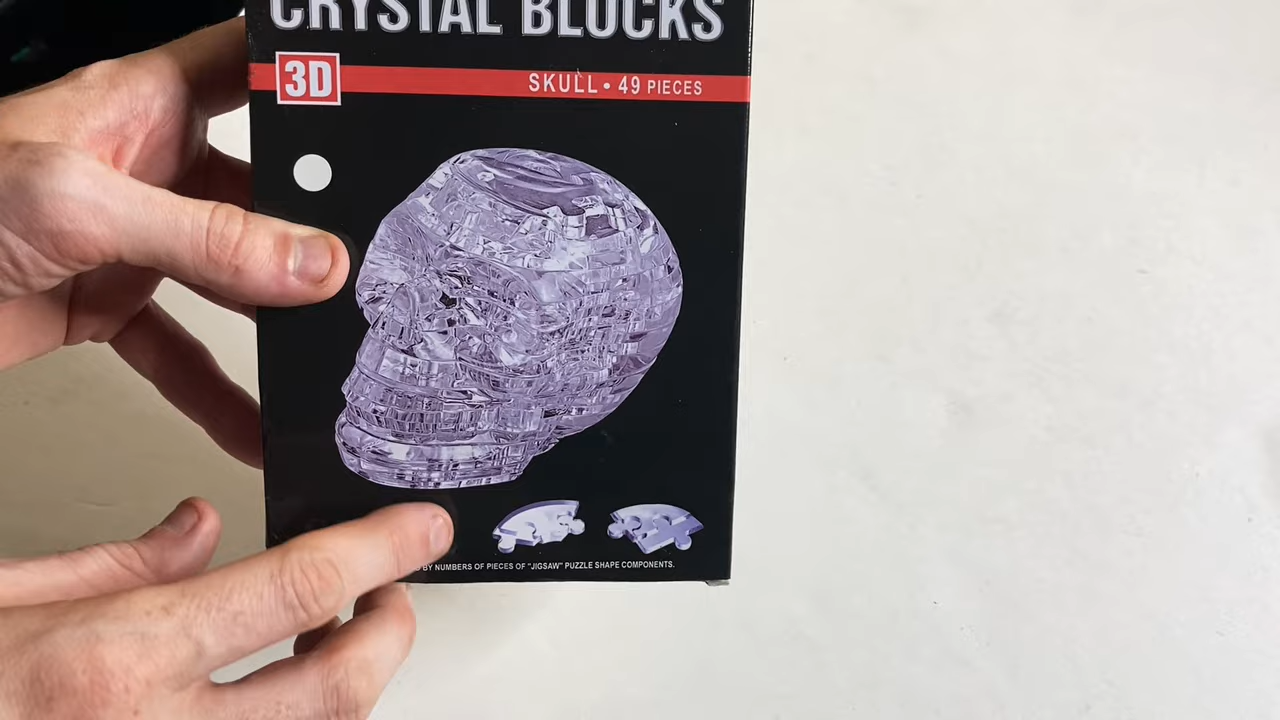 CRYSTAL BLOCKS
3D
SKULL • 49 PIECES
BY NUMBERS OF PIECES OF "JIGSAW" PUZZLE SHAPE COMPONENTS.